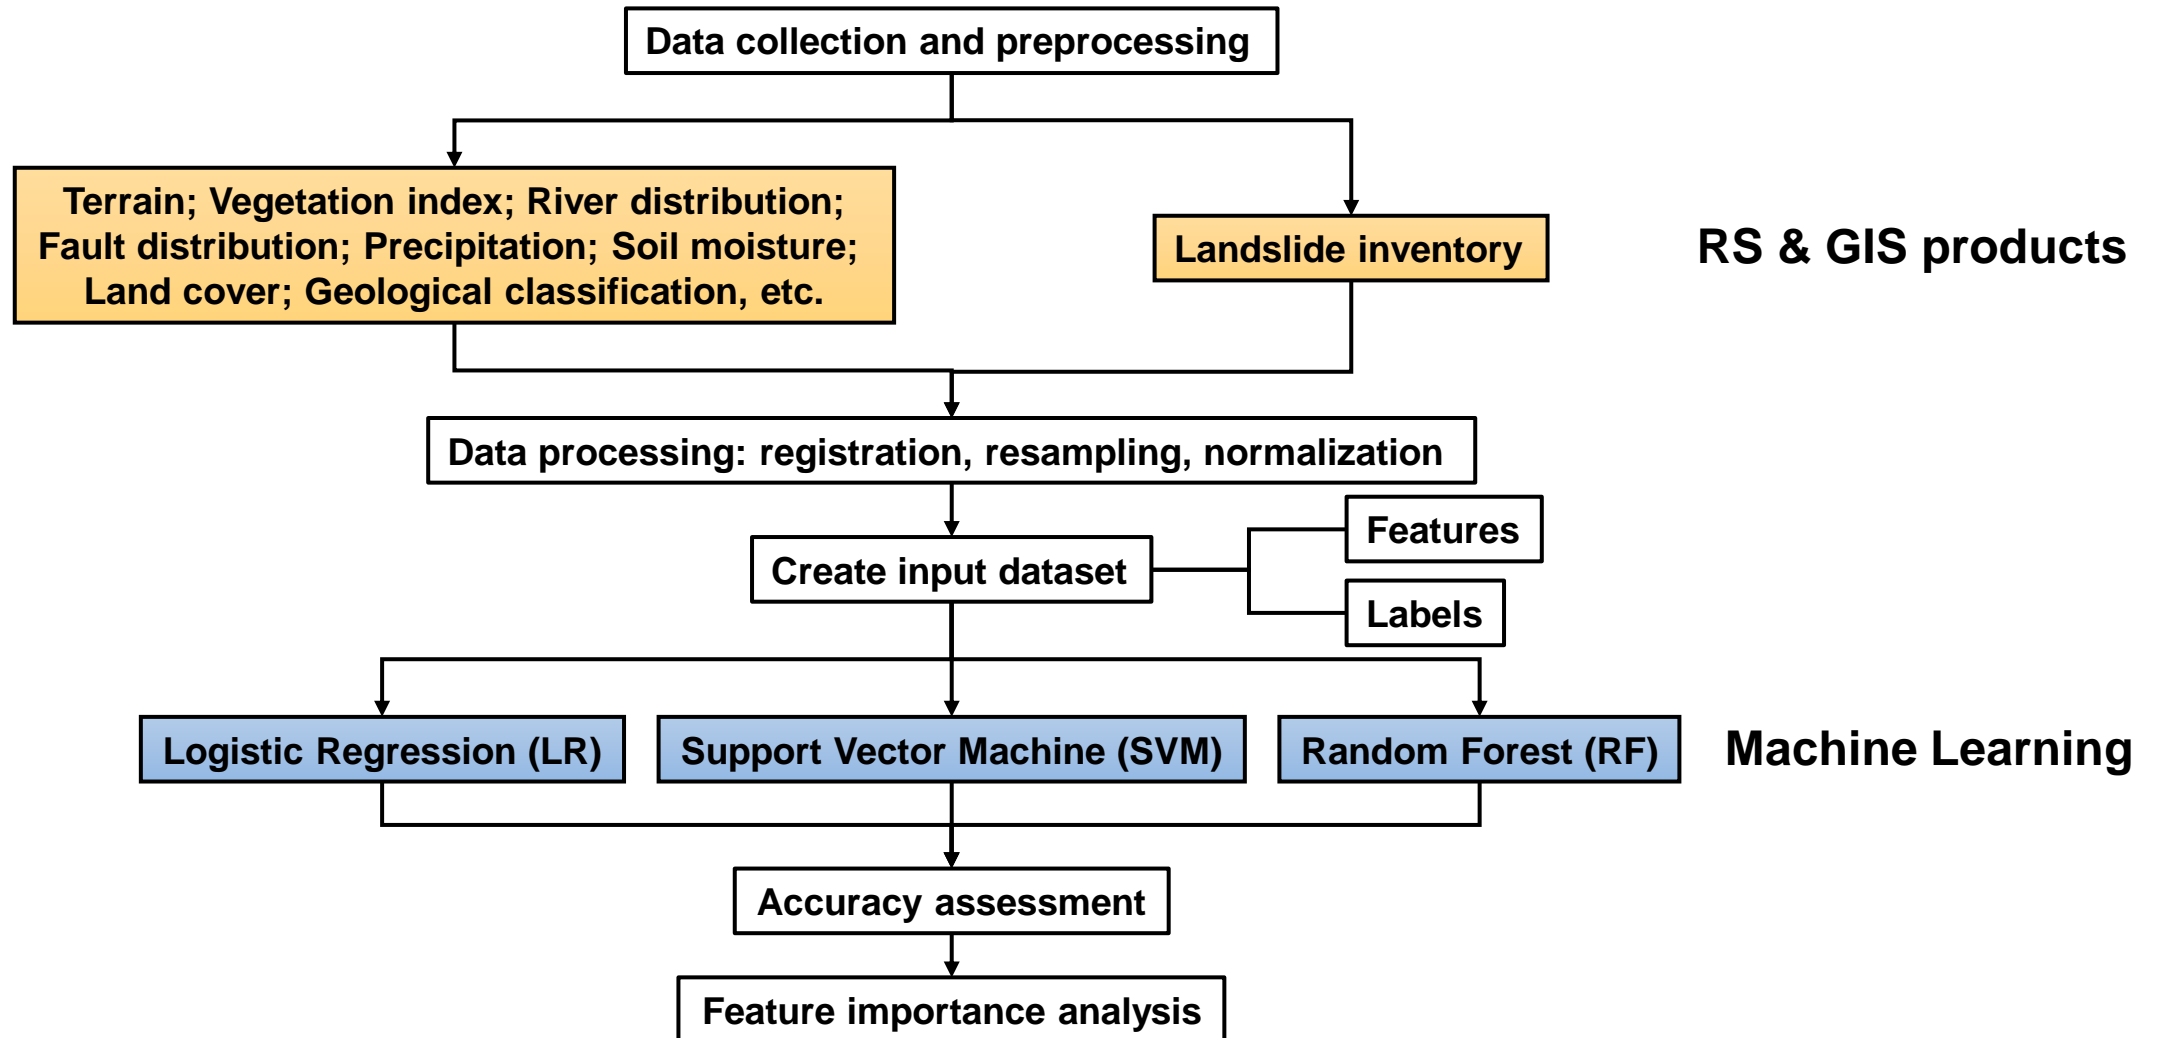 Data collection and preprocessing
Terrain; Vegetation index; River distribution;
Fault distribution; Precipitation; Soil moisture;
Land cover; Geological classification, etc.
Landslide inventory
RS & GIS products
Data processing: registration, resampling, normalization
Features
Create input dataset
Labels
Logistic Regression (LR)
Support Vector Machine (SVM)
Random Forest (RF)
Machine Learning
Accuracy assessment
Feature importance analysis